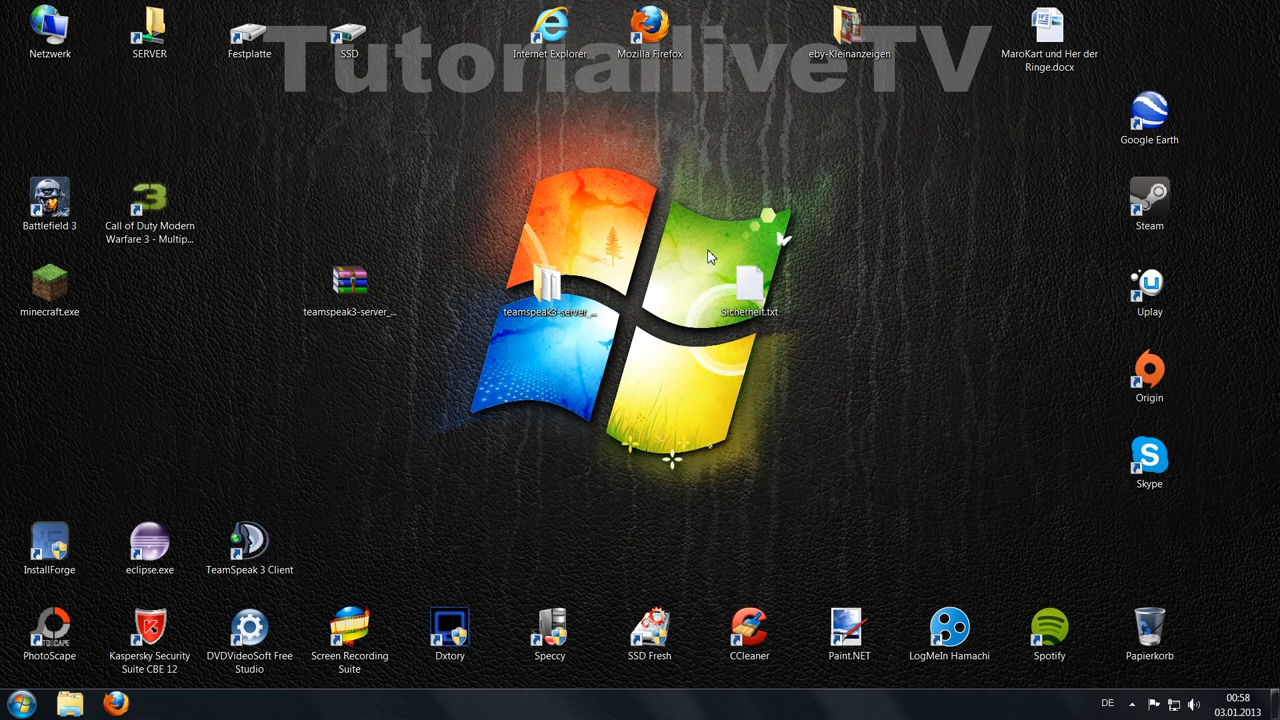 TutorialliveTV
Netzwerk
SERVER
Festplatte
SSD
Internet Explorer
Mozilla Firefox
eby-Kleinanzeigen
MaroKart und Her der
Ringe.docx
Google Earth
Battlefield 3
Call of Duty Modern
Warfare 3 - Multip...
Steam
minecraft.exe
teamspeak3-server_...
teamspeak3-server_...
Sicherheit.txt
Uplay
Origin
Skype
InstallForge
eclipse.exe
TeamSpeak 3 Client
PHOTOSCAPE
PhotoScape
Kaspersky Security
Suite CBE 12
DVDVideoSoft Free
Studio
Screen Recording
Suite
Dxtory
Speccy
SSD Fresh
CCleaner
Paint.NET
LogMeIn Hamachi
Spotify
Papierkorb
DE
00:58
03.01.2013